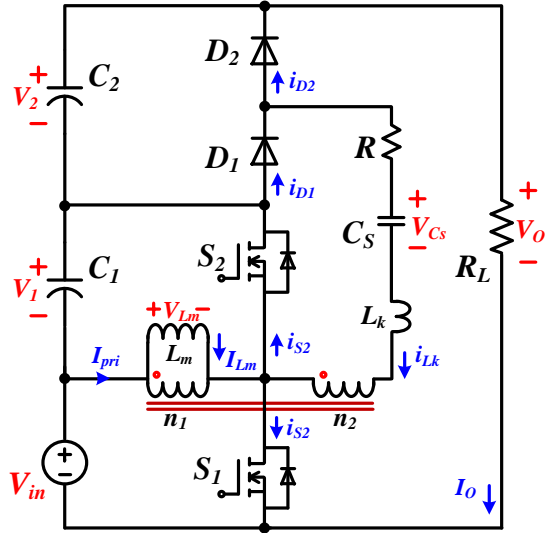 D2
+
V2
−
C2
iD2
D1
R
iD1
+
VCs
−
CS
+
VO
−
RL
S2
+
V1
−
C1
+ VLm −
Lm
ILm
iS2
Lk
iLk
Ipri
n1
n2
iS2
S1
Vin
+
−
IO